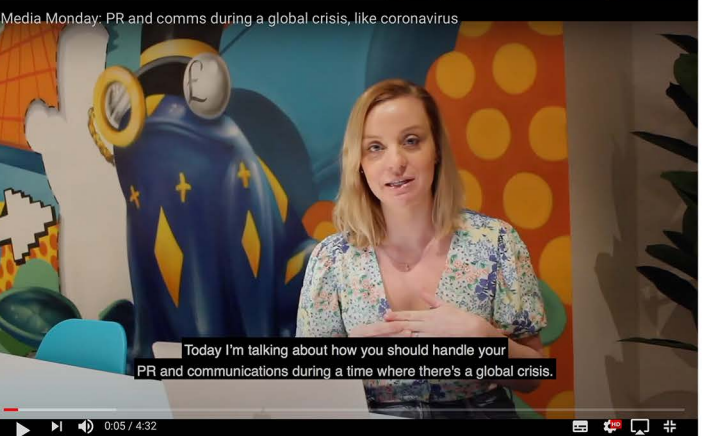 Media Monday: PR and comms during a global crisis, like coronavirus
£
Today I'm talking about how you should handle your
PR and communications during a time where there's a global crisis.
0:05 / 4:32
HD